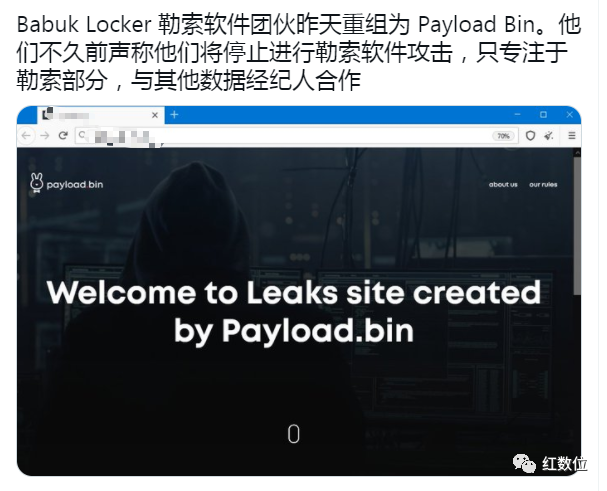 Babuk Locker 勒索软件团伙昨天重组为 Payload Bin。他
们不久前声称他们将停止进行勒索软件攻击，只专注于
勒索部分，与其他数据经纪人合作
70%
payload.bin
about us
our rules
Welcome to Leaks site created
by Payload.bin
红数位